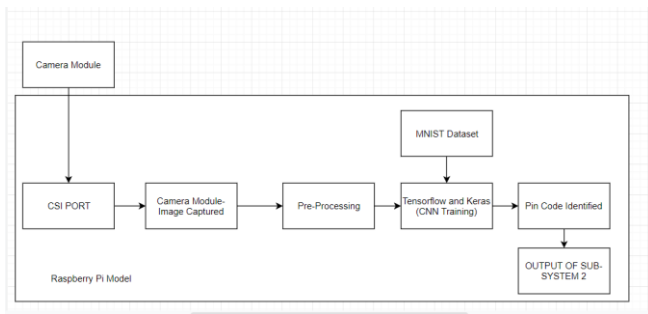 Camera Module
MNIST Dataset
CSI PORT
Camera Module-
Image Captured
Pre-Processing
Tensorflow and Keras
(CNN Training)
Pin Code Identified
OUTPUT OF SUB-
SYSTEM 2
Raspberry Pi Model